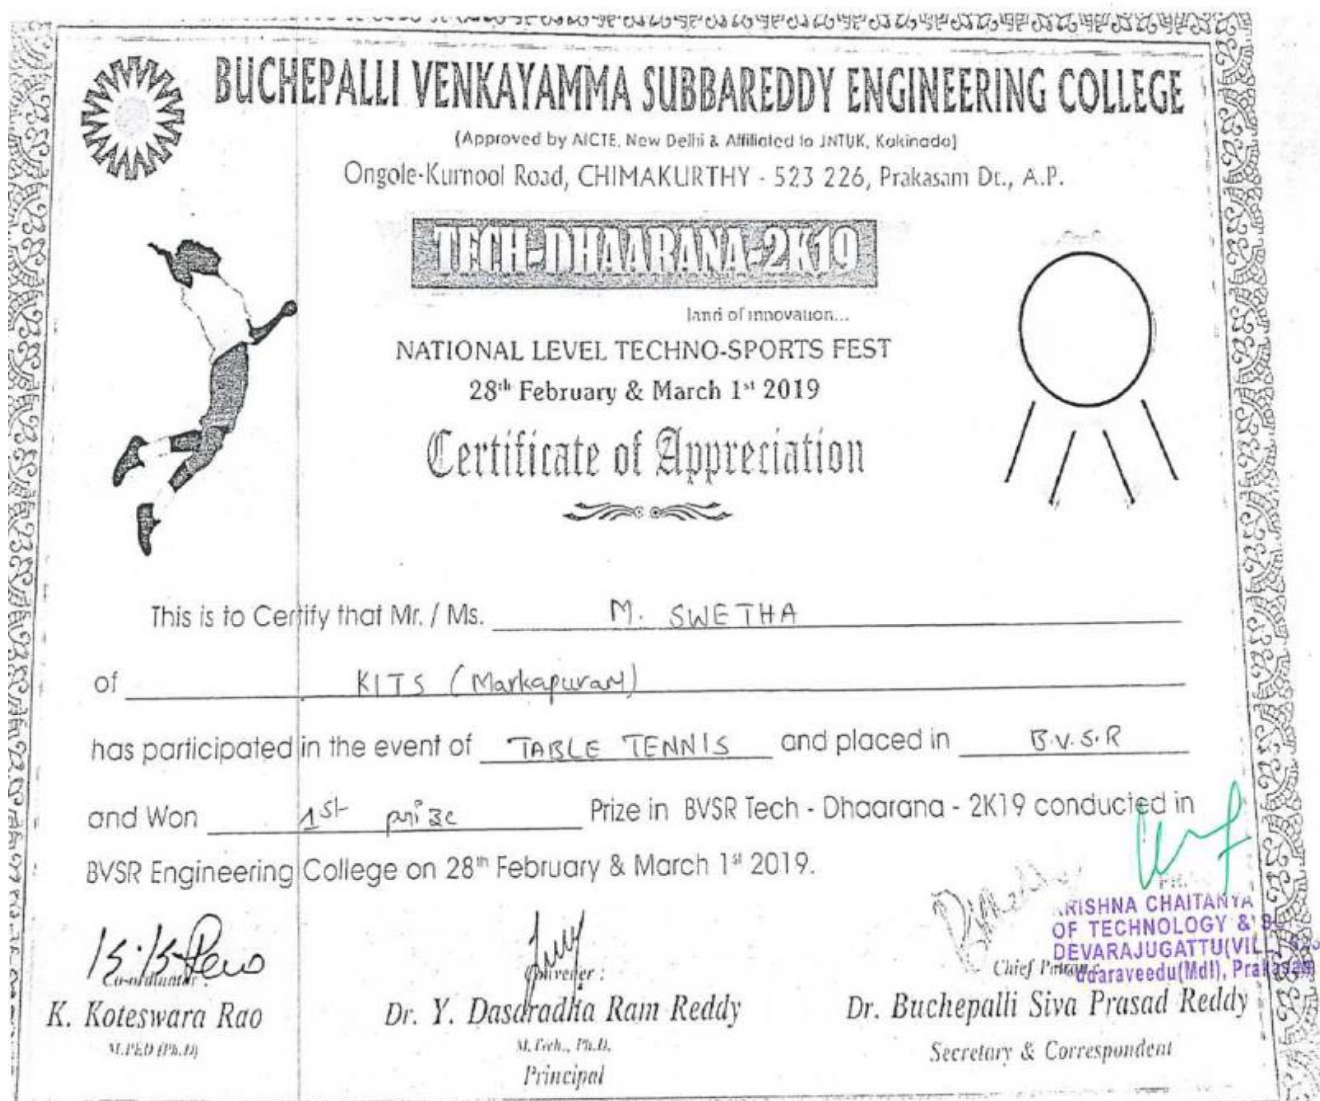 BUCHEPALLI VENKAYAMMA SUBBAREDDY ENGINEERING COLLEGE
(Approved by AICTE, New Delhi & Affiliated to JNTUK, Kakinada)
Ongole-Kurnool Road, CHIMAKURTHY - 523 226, Prakasam Dt., A.P.
TECH-DHAARANA-2K19
land of innovation...
NATIONAL LEVEL TECHNO-SPORTS FEST
28th February & March 1st 2019
Certificate of Appreciation
This is to Certify that Mr. / Ms. M. SWETHA
of KITS (Markapuram)
has participated in the event of TABLE TENNIS and placed in B.V.S.R
and Won 1st prize Prize in BVSR Tech - Dhaarana - 2K19 conducted in
BVSR Engineering College on 28th February & March 1st 2019.
KRISHNA CHAITANYA
OF TECHNOLOGY &
DEVARAJUGATTU(VILL
Co-ordinator : Convener : Chief Patron :
(Mdl), Prakasam
K. Koteswara Rao Dr. Y. Dasaradha Ram Reddy Dr. Buchepalli Siva Prasad Reddy
M.PED (Ph.D) M.Tech., Ph.D. Secretary & Correspondent
Principal